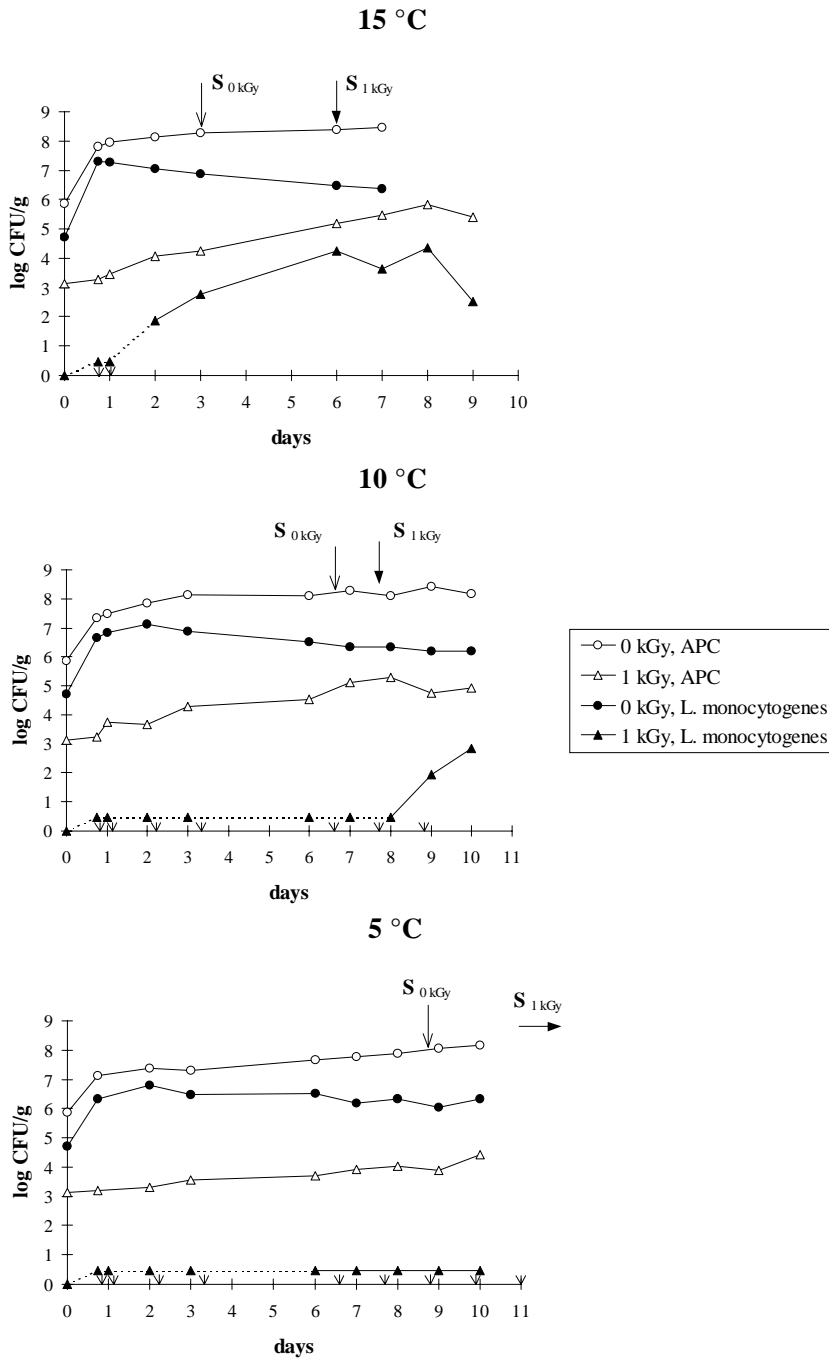 15 °C
S 0 kGy
S 1 kGy
log CFU/g
9
8
7
6
5
4
3
2
1
0
0 1 2 3 4 5 6 7 8 9 10
days
10 °C
S 0 kGy
S 1 kGy
log CFU/g
9
8
7
6
5
4
3
2
1
0
0 1 2 3 4 5 6 7 8 9 10 11
days
0 kGy, APC
1 kGy, APC
0 kGy, L. monocytogenes
1 kGy, L. monocytogenes
5 °C
S 0 kGy
S 1 kGy
log CFU/g
9
8
7
6
5
4
3
2
1
0
0 1 2 3 4 5 6 7 8 9 10 11
days